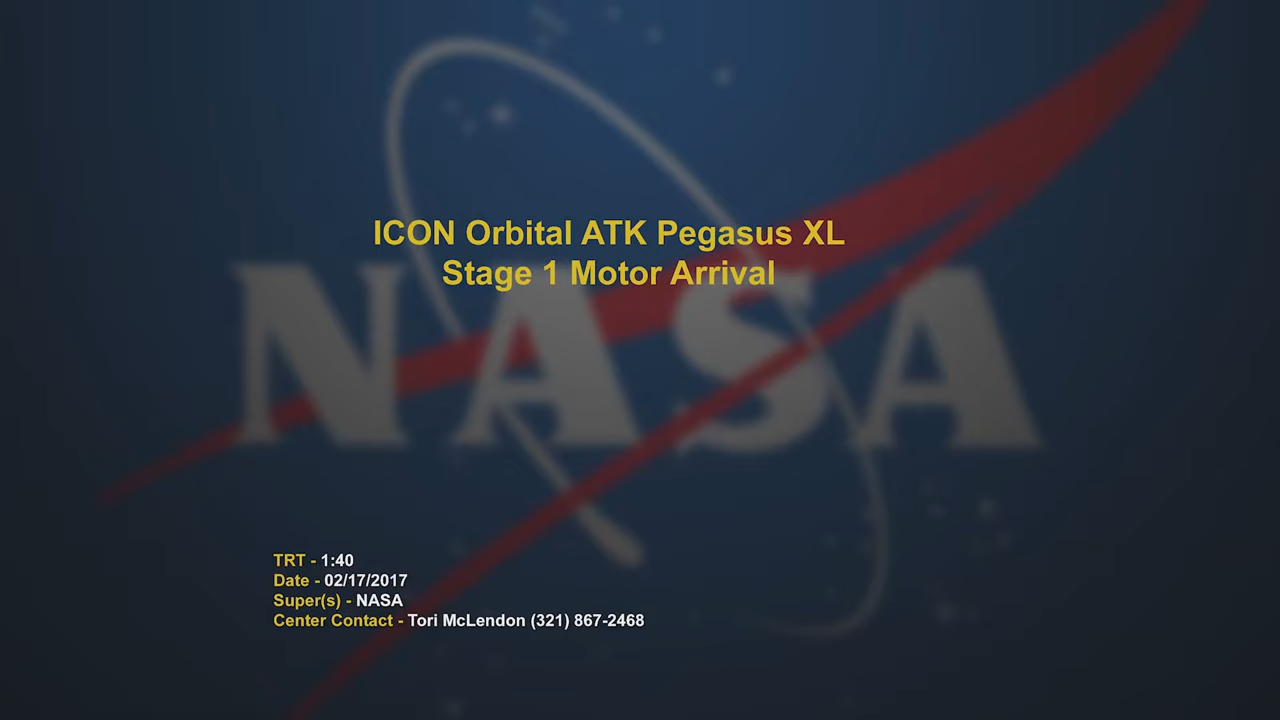 ICON Orbital ATK Pegasus XL
Stage 1 Motor Arrival
NASA
TRT - 1:40
Date - 02/17/2017
Super(s) - NASA
Center Contact - Tori McLendon (321) 867-2468